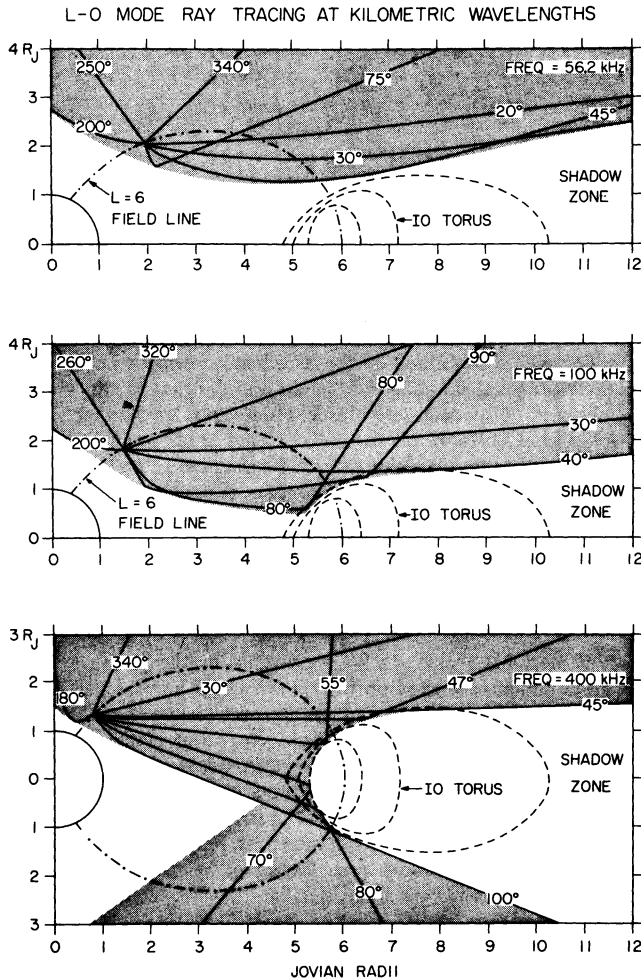 L-O MODE RAY TRACING AT KILOMETRIC WAVELENGTHS
4 RJ
250°
340°
75°
FREQ = 56.2 kHz
3
20°
45°
200°
2
30°
1
L = 6
FIELD LINE
IO TORUS
SHADOW
ZONE
0
0 1 2 3 4 5 6 7 8 9 10 11 12
4 RJ
260°
320°
90°
80°
FREQ = 100 kHz
3
30°
2
200°
40°
1
L = 6
FIELD LINE
80°
IO TORUS
SHADOW
ZONE
0
0 1 2 3 4 5 6 7 8 9 10 11 12
3 RJ
340°
30°
55°
47°
FREQ = 400 kHz
45°
2
180°
1
SHADOW
ZONE
0
IO TORUS
1
70°
80°
100°
2
3
0 1 2 3 4 5 6 7 8 9 10 11 12
JOVIAN RADII